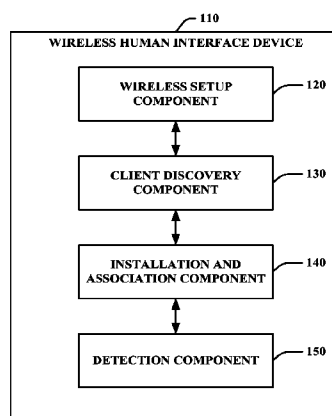 110
WIRELESS HUMAN INTERFACE DEVICE
WIRELESS SETUP
COMPONENT
120
CLIENT DISCOVERY
COMPONENT
130
INSTALLATION AND
ASSOCIATION COMPONENT
140
DETECTION COMPONENT
150